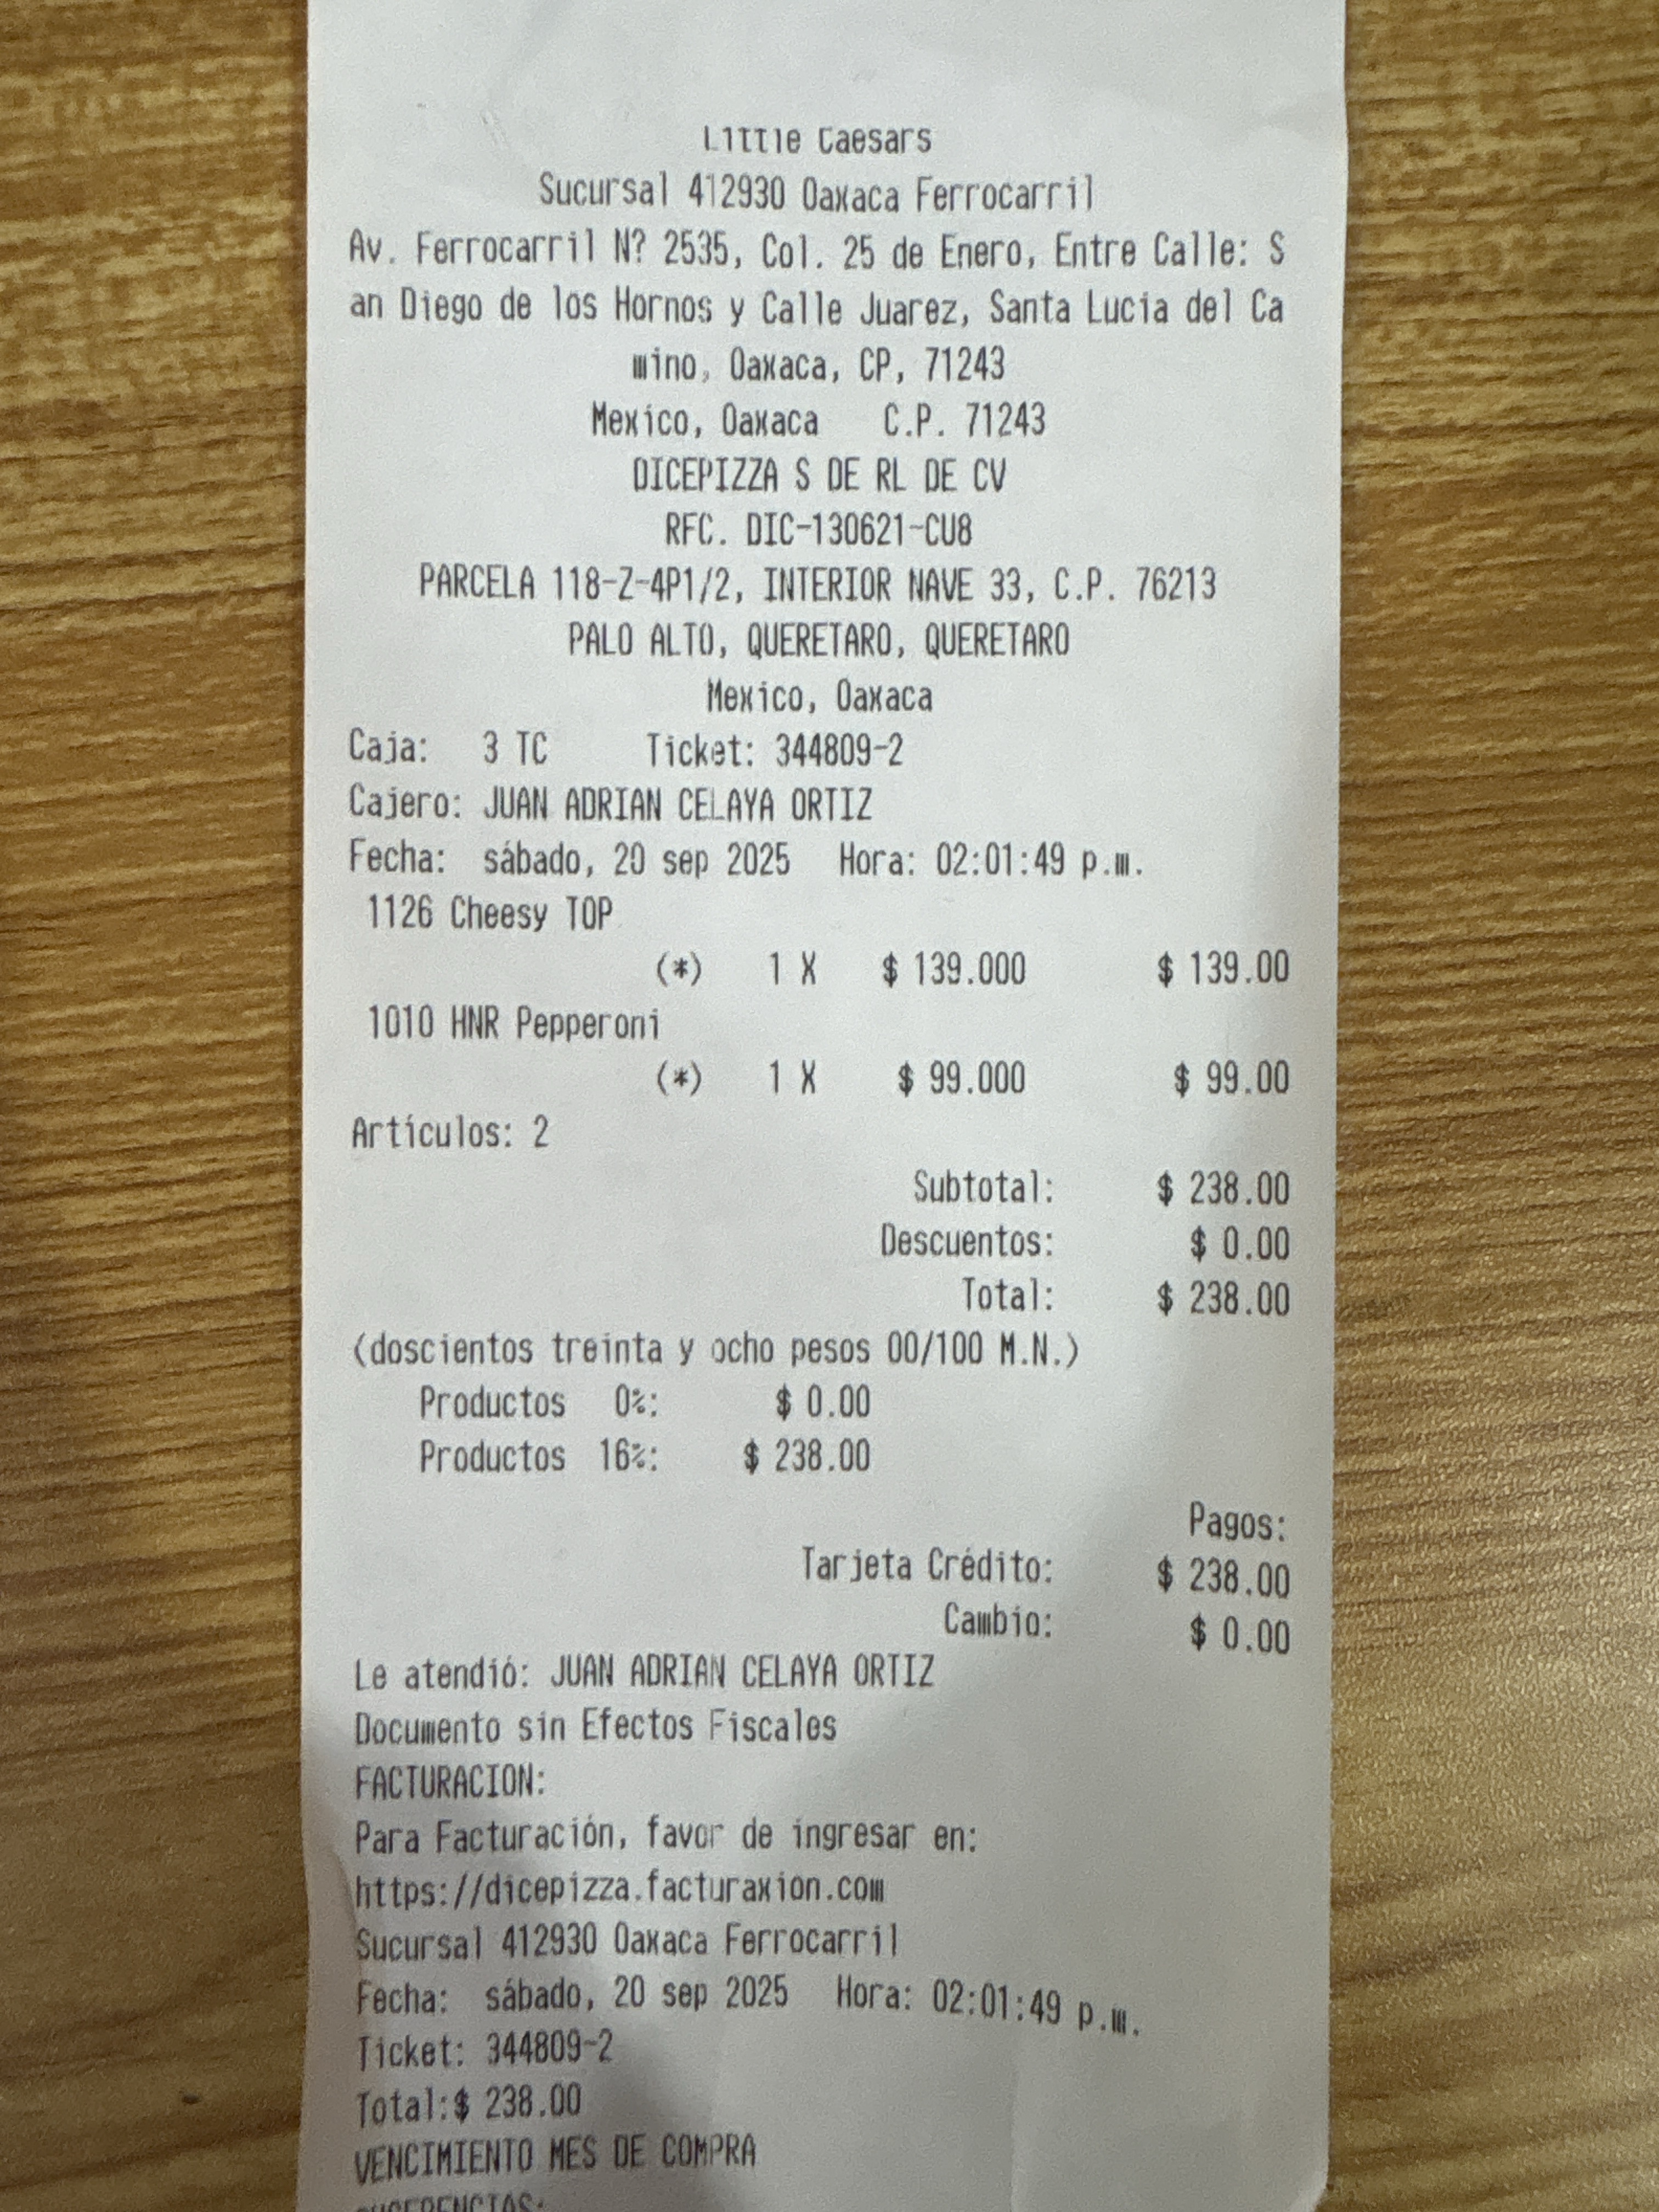 Little Caesars
Sucursal 412930 Oaxaca Ferrocarril
Av. Ferrocarril N? 2535, Col. 25 de Enero, Entre Calle: S
an Diego de los Hornos y Calle Juarez, Santa Lucia del Ca
mino, Oaxaca, CP, 71243
Mexico, Oaxaca C.P. 71243
DICEPIZZA S DE RL DE CV
RFC. DIC-130621-CU8
PARCELA 118-Z-4P1/2, INTERIOR NAVE 33, C.P. 76213
PALO ALTO, QUERETARO, QUERETARO
Mexico, Oaxaca
Caja: 3 TC Ticket: 344809-2
Cajero: JUAN ADRIAN CELAYA ORTIZ
Fecha: sábado, 20 sep 2025 Hora: 02:01:49 p.m.
1126 Cheesy TOP
(*) 1 X $ 139.000 $ 139.00
1010 HNR Pepperoni
(*) 1 X $ 99.000 $ 99.00
Artículos: 2
Subtotal: $ 238.00
Descuentos: $ 0.00
Total: $ 238.00
(doscientos treinta y ocho pesos 00/100 M.N.)
Productos 0%: $ 0.00
Productos 16%: $ 238.00
Pagos:
Tarjeta Crédito: $ 238.00
Cambio: $ 0.00
Le atendió: JUAN ADRIAN CELAYA ORTIZ
Documento sin Efectos Fiscales
FACTURACION:
Para Facturación, favor de ingresar en:
https://dicepizza.facturaxion.com
Sucursal 412930 Oaxaca Ferrocarril
Fecha: sábado, 20 sep 2025 Hora: 02:01:49 p.m.
Ticket: 344809-2
Total:$ 238.00
VENCIMIENTO MES DE COMPRA
SUGERENCIAS: